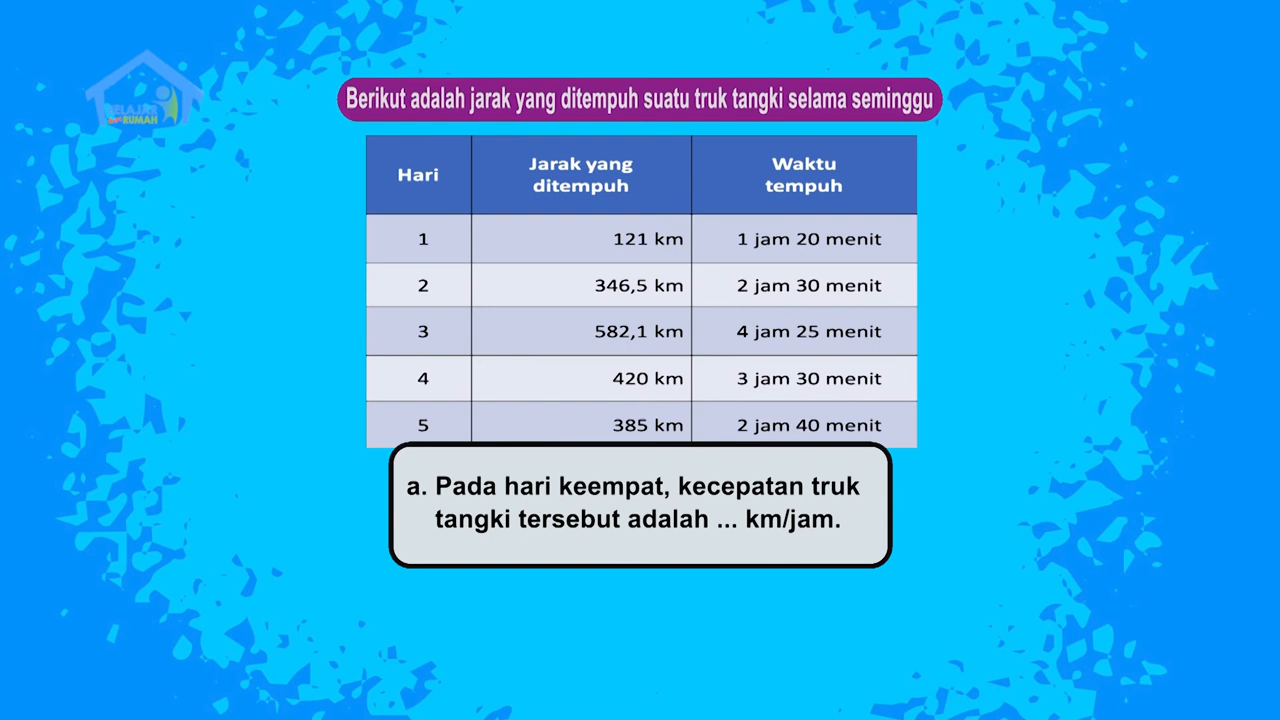 BELAJAR
dari RUMAH
Berikut adalah jarak yang ditempuh suatu truk tangki selama seminggu
Hari Jarak yang ditempuh Waktu tempuh
1 121 km 1 jam 20 menit
2 346,5 km 2 jam 30 menit
3 582,1 km 4 jam 25 menit
4 420 km 3 jam 30 menit
5 385 km 2 jam 40 menit
a. Pada hari keempat, kecepatan truk
tangki tersebut adalah ... km/jam.